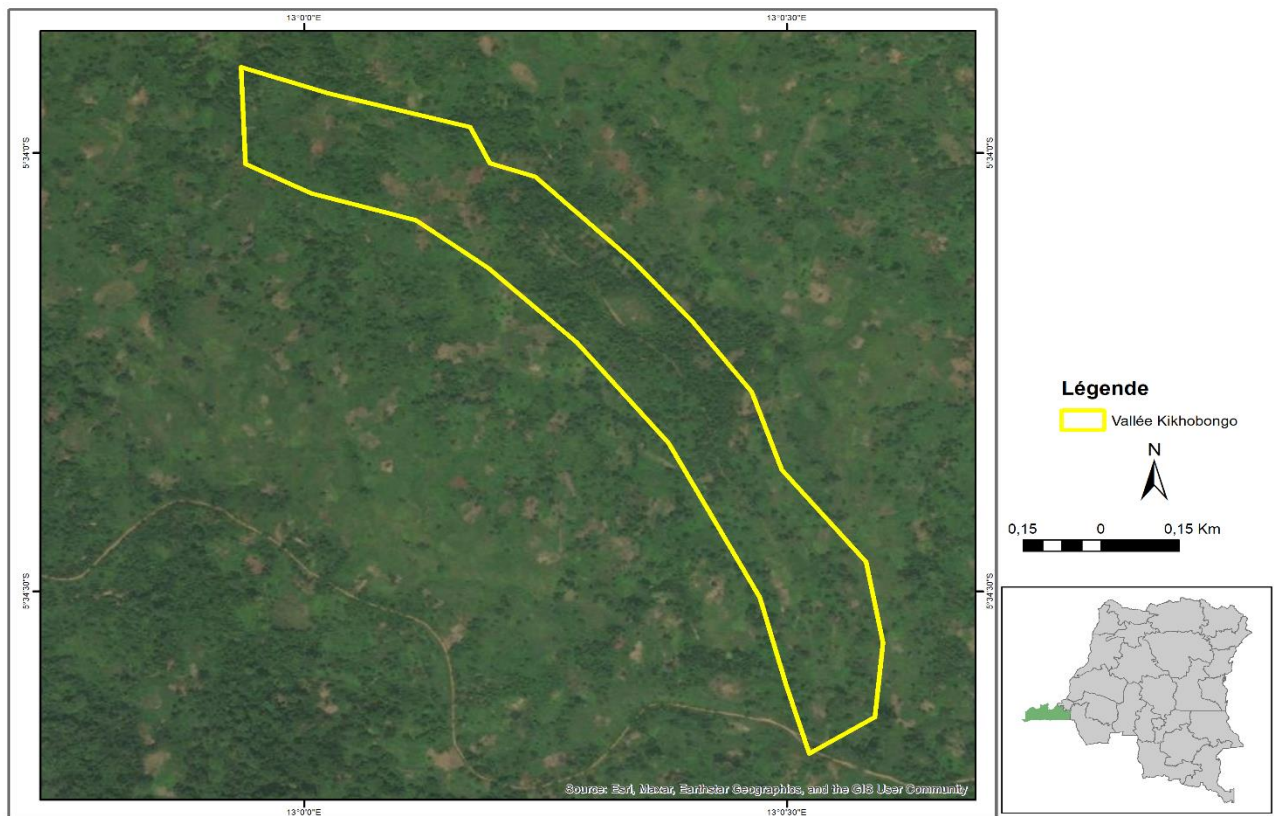 13°0'0"E
13°0'30"E
5°34'0"S
5°34'0"S
5°34'30"S
5°34'30"S
Source: Esri, Maxar, Earthstar Geographics, and the GIS User Community
13°0'0"E
13°0'30"E
Légende
Vallée Kikhobongo
N
0,15
0
0,15 Km